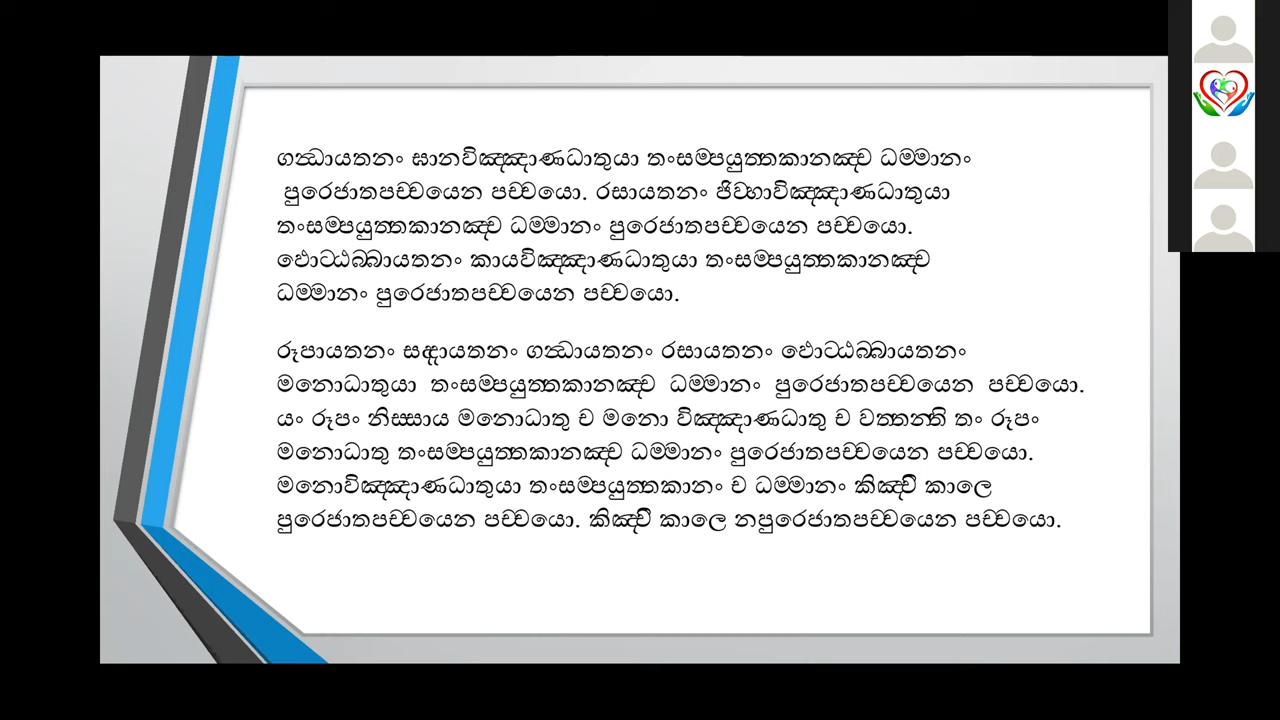 ගන්ධායතනං ඝානවිඤ්ඤාණධාතුයා තංසම්පයුත්තකානඤ්ච ධම්මානං
පුරෙජාතපච්චයෙන පච්චයො. රසායතනං ජිව්හාවිඤ්ඤාණධාතුයා
තංසම්පයුත්තකානඤ්ච ධම්මානං පුරෙජාතපච්චයෙන පච්චයො.
ඵොට්ඨබ්බායතනං කායවිඤ්ඤාණධාතුයා තංසම්පයුත්තකානඤ්ච
ධම්මානං පුරෙජාතපච්චයෙන පච්චයො.
රූපායතනං සද්දායතනං ගන්ධායතනං රසායතනං ඵොට්ඨබ්බායතනං
මනොධාතුයා තංසම්පයුත්තකානඤ්ච ධම්මානං පුරෙජාතපච්චයෙන පච්චයො.
යං රූපං නිස්සාය මනොධාතු ච මනො විඤ්ඤාණධාතු ච වත්තන්ති තං රූපං
මනොධාතු තංසම්පයුත්තකානඤ්ච ධම්මානං පුරෙජාතපච්චයෙන පච්චයො.
මනොවිඤ්ඤාණධාතුයා තංසම්පයුත්තකානං ච ධම්මානං කිඤ්චි කාලෙ
පුරෙජාතපච්චයෙන පච්චයො. කිඤ්චි කාලෙ නපුරෙජාතපච්චයෙන පච්චයො.